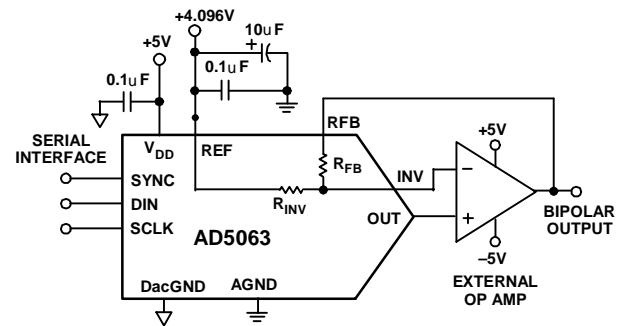 +4.096V
+5V
10uF
+
0.1uF
0.1uF
SERIAL
INTERFACE
VDD
REF
RFB
RFB
+5V
SYNC
RINV
INV
–
DIN
OUT
+
SCLK
AD5063
BIPOLAR
OUTPUT
–5V
EXTERNAL
OP AMP
DacGND
AGND